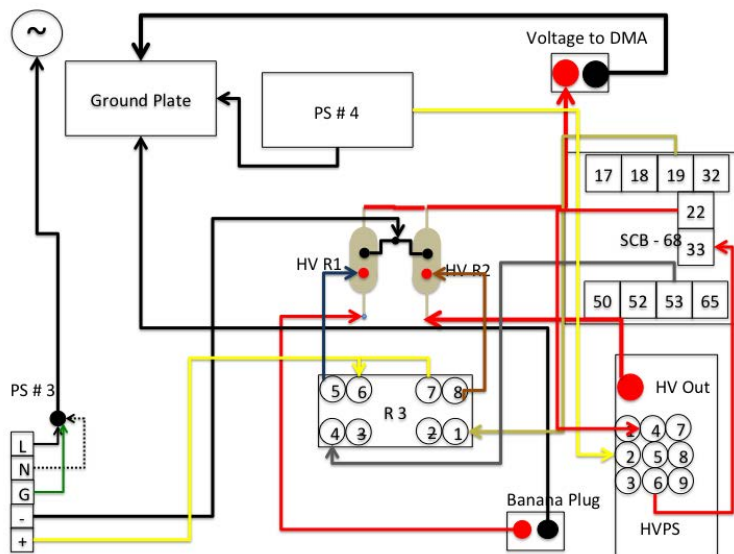 ~
Voltage to DMA
Ground Plate
PS # 4
17 18 19 32
22
SCB - 68
33
HV R1
HV R2
50 52 53 65
PS # 3
5 6 7 8
R 3
4 3 2 1
HV Out
1 4 7
2 5 8
3 6 9
HVPS
L
N
G
-
+
Banana Plug